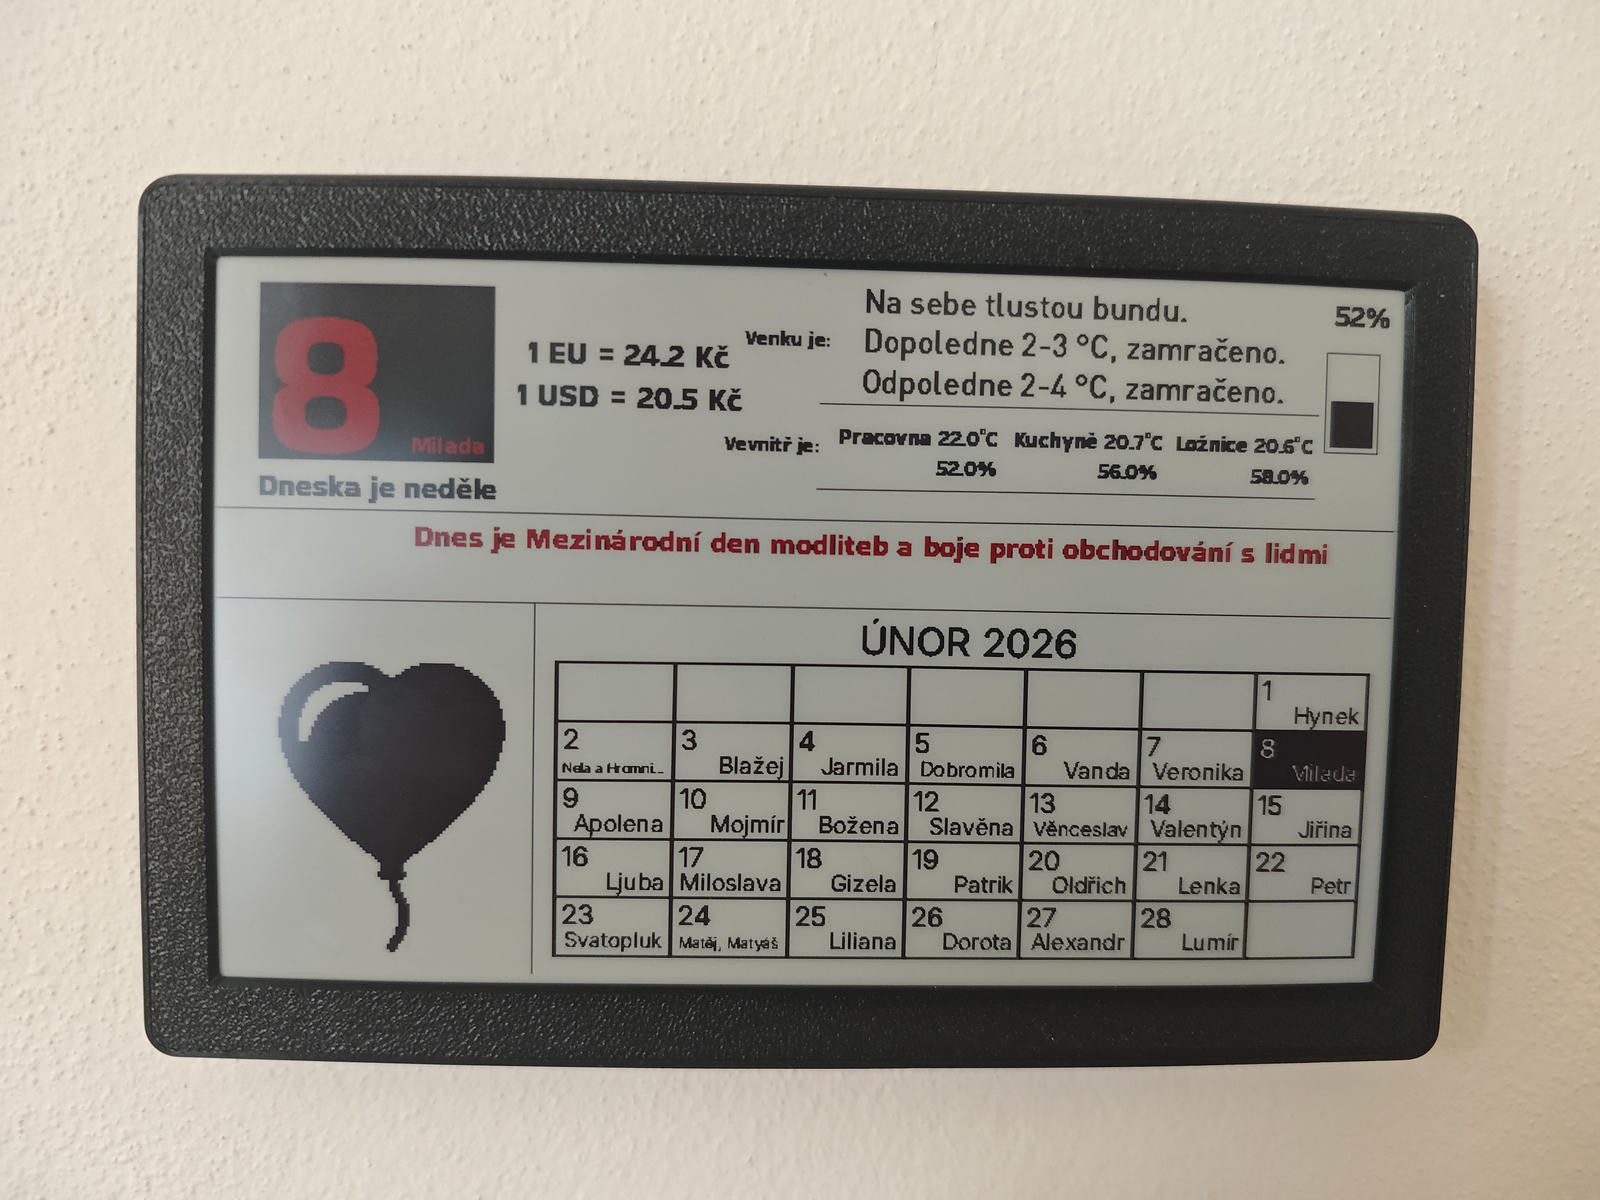 8
Milada
Dneska je neděle
1 EU = 24.2 Kč
1 USD = 20.5 Kč
Venku je:
Na sebe tlustou bundu.
Dopoledne 2-3 °C, zamračeno.
Odpoledne 2-4 °C, zamračeno.
52%
Vevnitř je:
Pracovna 22.0°C Kuchyně 20.7°C Ložnice 20.6°C
52.0% 56.0% 58.0%
Dnes je Mezinárodní den modliteb a boje proti obchodování s lidmi
ÚNOR 2026
1
Hynek
2 3 4 5 6 7 8
Nela a Hromni... Blažej Jarmila Dobromila Vanda Veronika Milada
9 10 11 12 13 14 15
Apolena Mojmír Božena Slavěna Věnceslav Valentýn Jiřina
16 17 18 19 20 21 22
Ljuba Miloslava Gizela Patrik Oldřich Lenka Petr
23 24 25 26 27 28
Svatopluk Matěj, Matyáš Liliana Dorota Alexandr Lumír